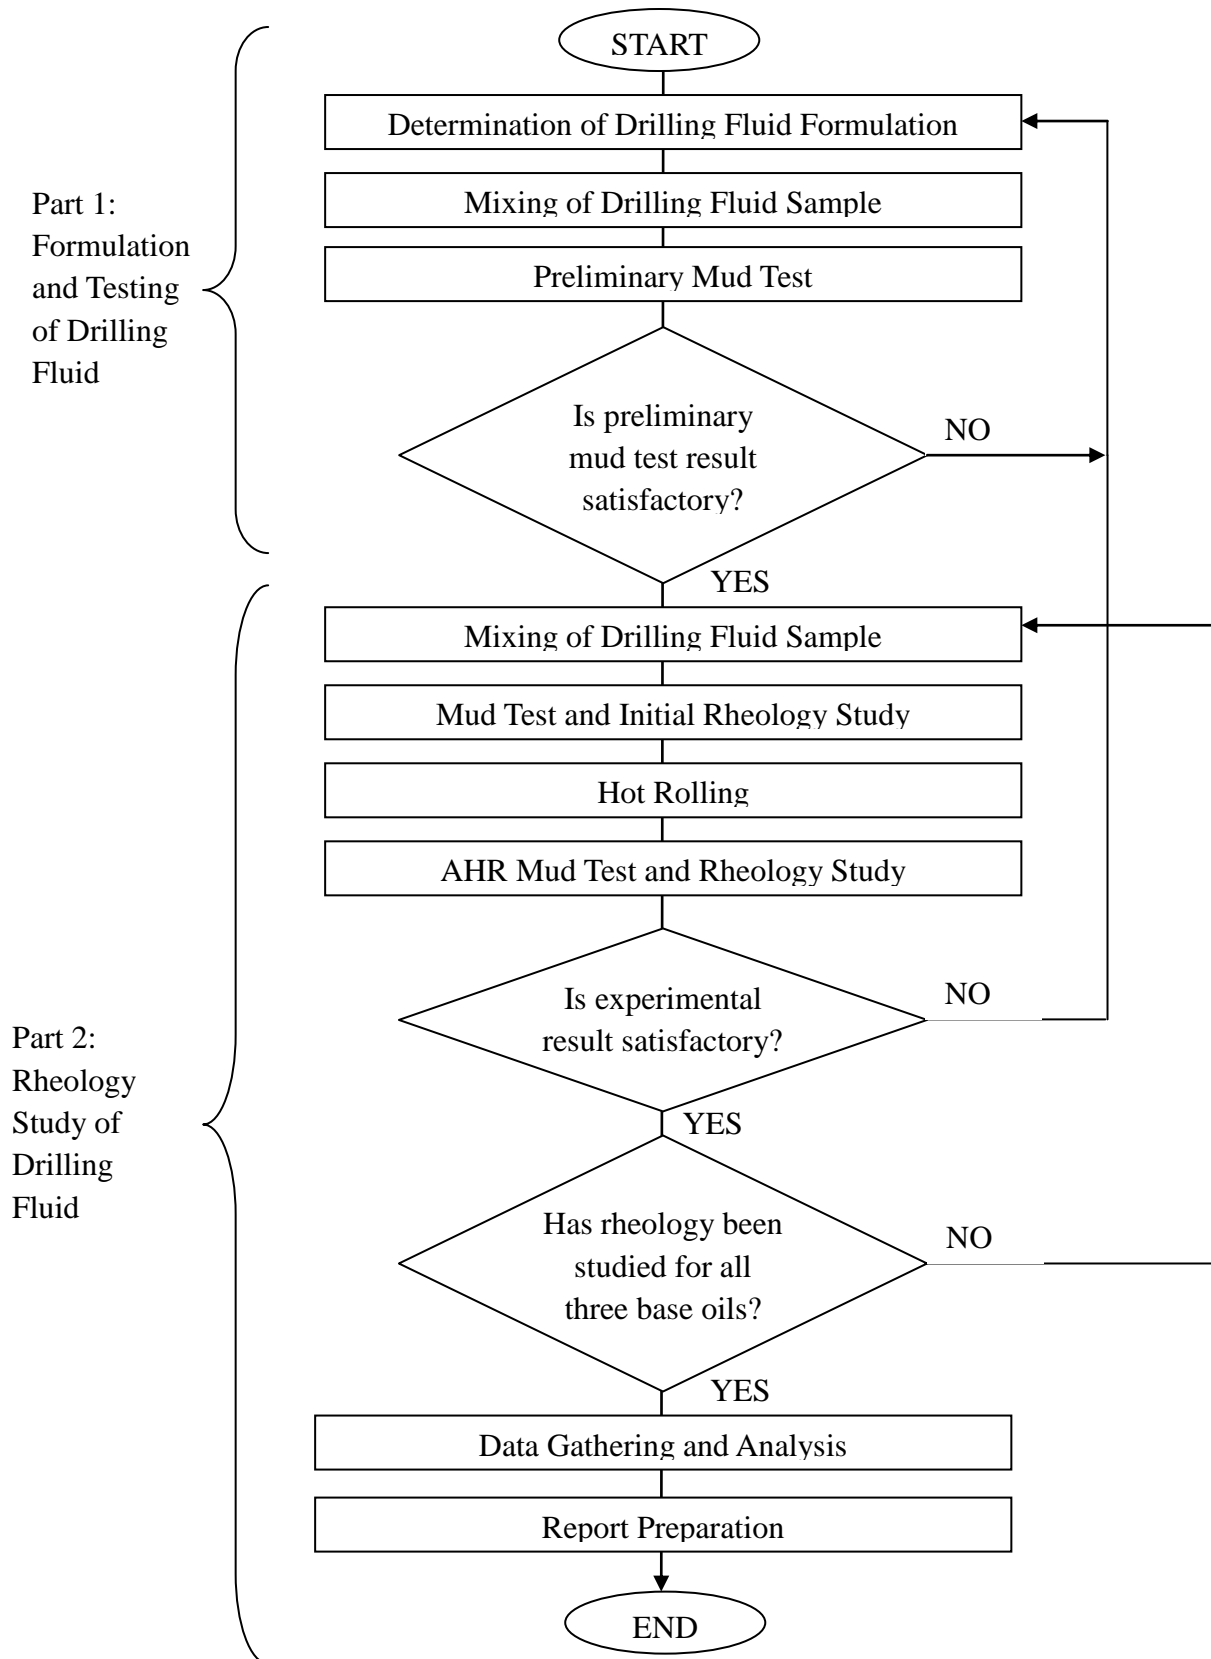 START
Determination of Drilling Fluid Formulation
Mixing of Drilling Fluid Sample
Preliminary Mud Test
Part 1:
Formulation
and Testing
of Drilling
Fluid
Is preliminary
mud test result
satisfactory?
NO
YES
Mixing of Drilling Fluid Sample
Mud Test and Initial Rheology Study
Hot Rolling
AHR Mud Test and Rheology Study
Is experimental
result satisfactory?
NO
YES
Part 2:
Rheology
Study of
Drilling
Fluid
Has rheology been
studied for all
three base oils?
NO
YES
Data Gathering and Analysis
Report Preparation
END